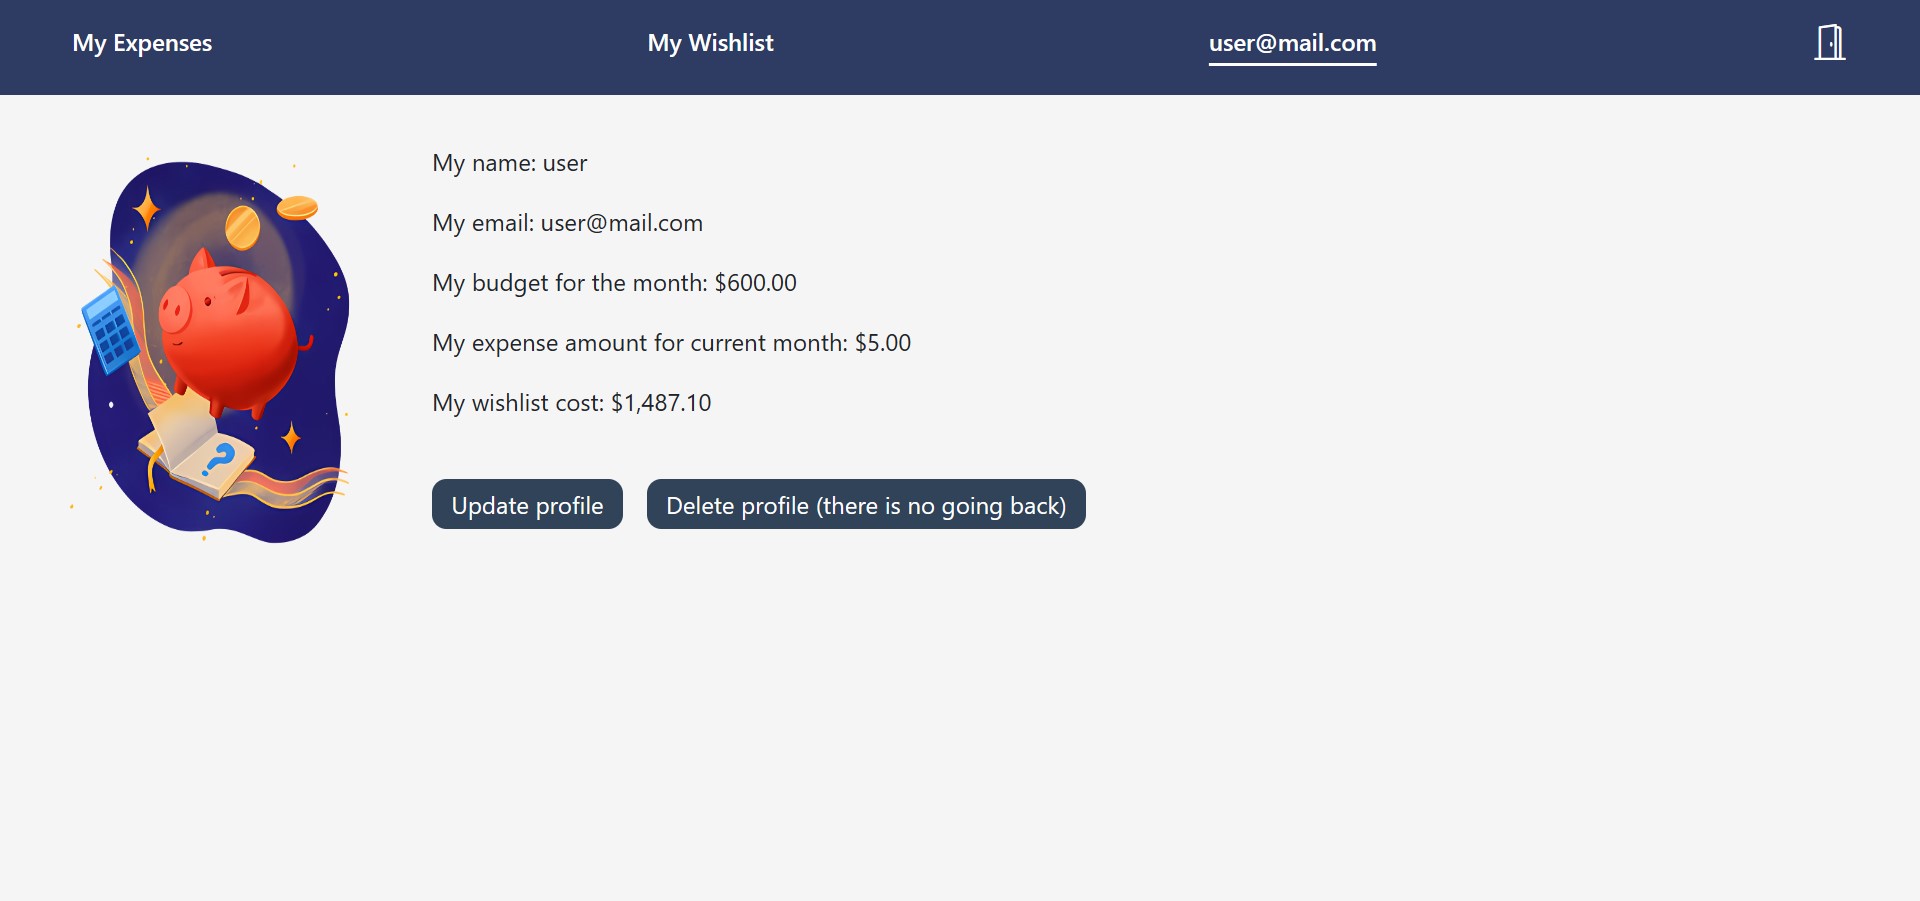 My Expenses My Wishlist user@mail.com
My name: user
My email: user@mail.com
My budget for the month: $600.00
My expense amount for current month: $5.00
My wishlist cost: $1,487.10
Update profile Delete profile (there is no going back)
?